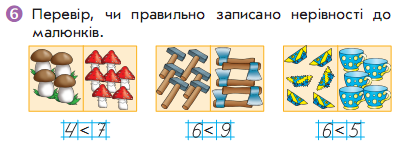 6 Перевір, чи правильно записано нерівності до
малюнків.
4<7 6<9 6<5